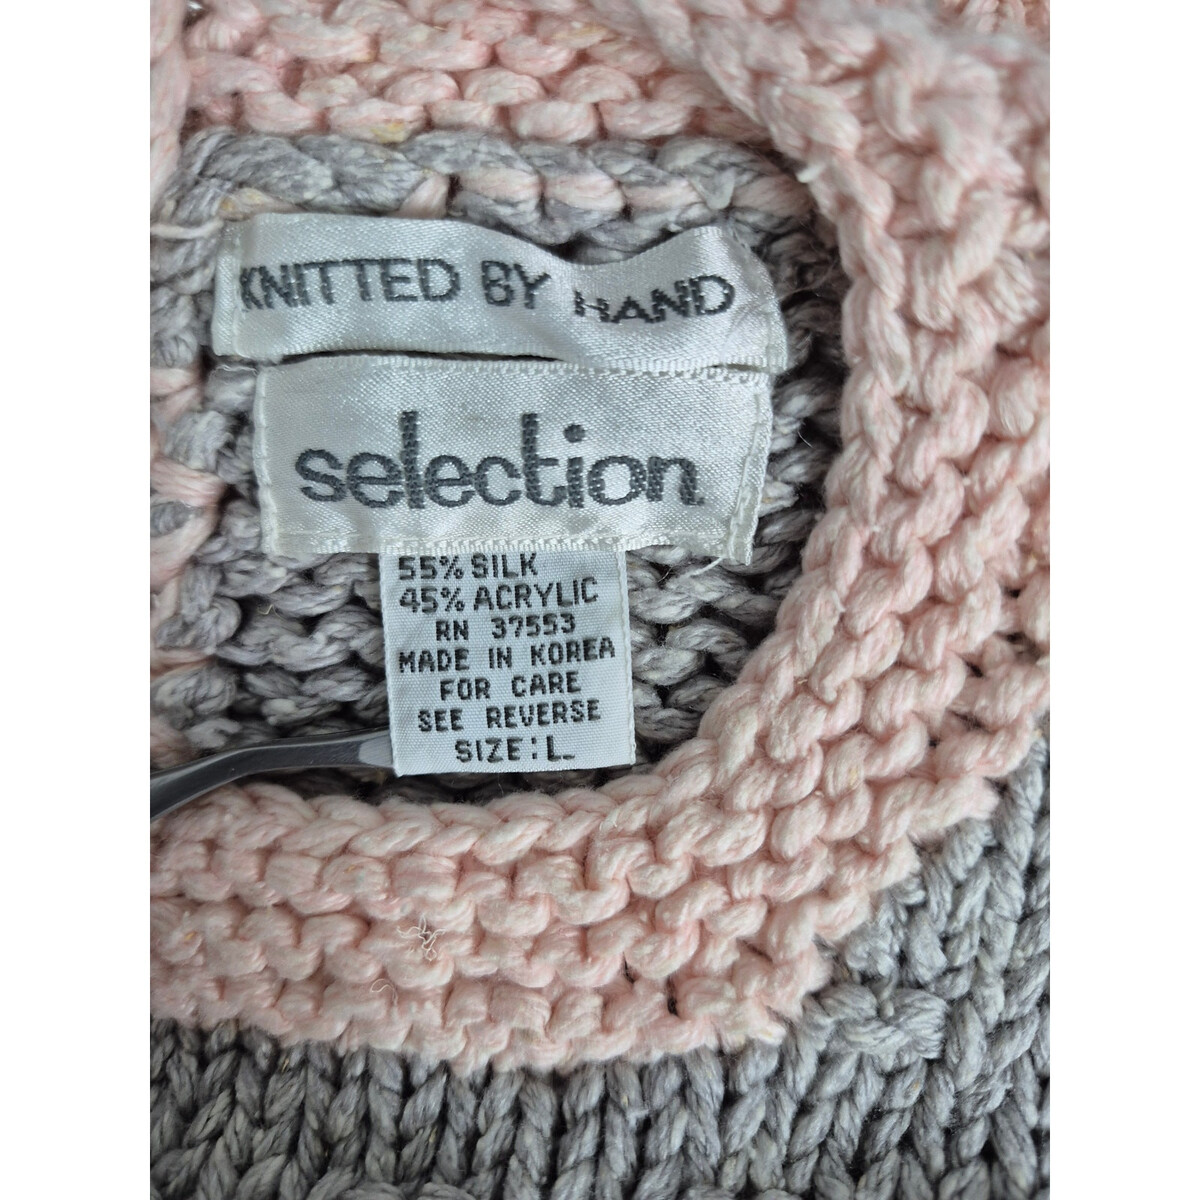 KNITTED BY HAND
selection
55% SILK
45% ACRYLIC
RN 37553
MADE IN KOREA
FOR CARE
SEE REVERSE
SIZE: L